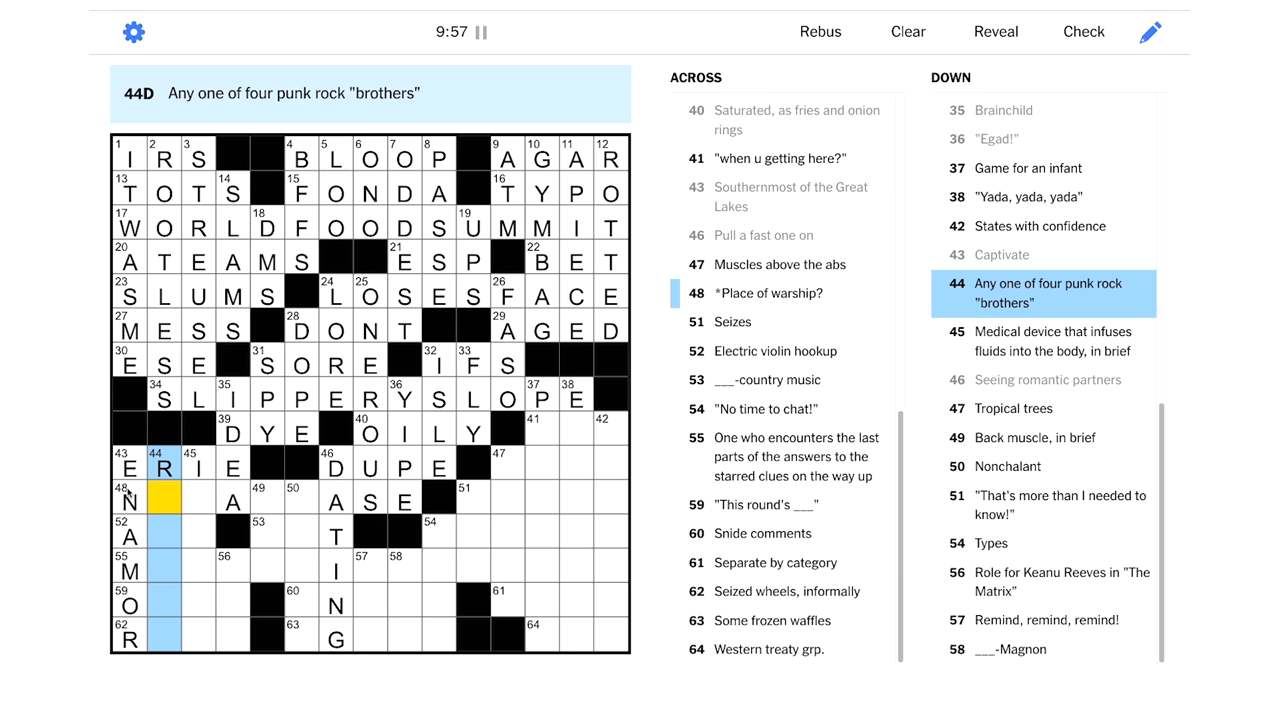 9:57
Rebus Clear Reveal Check
44D Any one of four punk rock "brothers"
1 2 3 4 5 6 7 8 9 10 11 12
I R S B L O O P A G A R
13 14 15 16
T O T S F O N D A T Y P O
17 18 19
W O R L D F O O D S U M M I T
20 21 22
A T E A M S E S P B E T
23 24 25 26
S L U M S L O S E S F A C E
27 28 29
M E S S D O N T A G E D
30 31 32 33
E S E S O R E I F S
34 35 36 37 38
S L I P P E R Y S L O P E
39 40 41 42
D Y E O I L Y
43 44 45 46 47
E R I E D U P E
48 49 50 51
N A A S E
52 53 54
A T
55 56 57 58
M I
59 60 61
O N
62 63 64
R G
ACROSS
40 Saturated, as fries and onion
rings
41 "when u getting here?"
43 Southernmost of the Great
Lakes
46 Pull a fast one on
47 Muscles above the abs
48 *Place of warship?
51 Seizes
52 Electric violin hookup
53 ___-country music
54 "No time to chat!"
55 One who encounters the last
parts of the answers to the
starred clues on the way up
59 "This round's ___"
60 Snide comments
61 Separate by category
62 Seized wheels, informally
63 Some frozen waffles
64 Western treaty grp.
DOWN
35 Brainchild
36 "Egad!"
37 Game for an infant
38 "Yada, yada, yada"
42 States with confidence
43 Captivate
44 Any one of four punk rock
"brothers"
45 Medical device that infuses
fluids into the body, in brief
46 Seeing romantic partners
47 Tropical trees
49 Back muscle, in brief
50 Nonchalant
51 "That's more than I needed to
know!"
54 Types
56 Role for Keanu Reeves in "The
Matrix"
57 Remind, remind, remind!
58 ___-Magnon